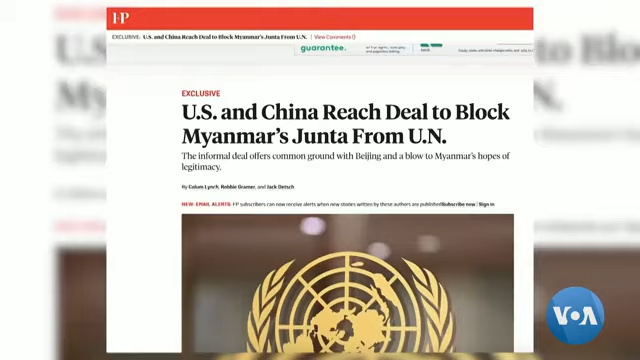 FP
EXCLUSIVE: U.S. and China Reach Deal to Block Myanmar's Junta From U.N. | View Comments ()
guarantee.
EXCLUSIVE
U.S. and China Reach Deal to Block
Myanmar's Junta From U.N.
The informal deal offers common ground with Beijing and a blow to Myanmar's hopes of
legitimacy.
By Colum Lynch, Robbie Gramer, and Jack Detsch
NEW: EMAIL ALERTS: FP subscribers can now receive alerts when new stories written by these authors are published. Subscribe now | Sign in
VOA